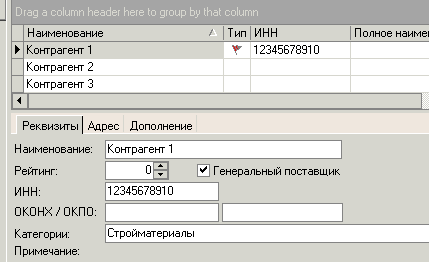 Drag a column header here to group by that column
Наименование Тип ИНН Полное наиме
Контрагент 1 12345678910
Контрагент 2
Контрагент 3
Реквизиты Адрес Дополнение
Наименование: Контрагент 1
Рейтинг: 0 Генеральный поставщик
ИНН: 12345678910
ОКОНХ / ОКПО:
Категории: Стройматериалы
Примечание: